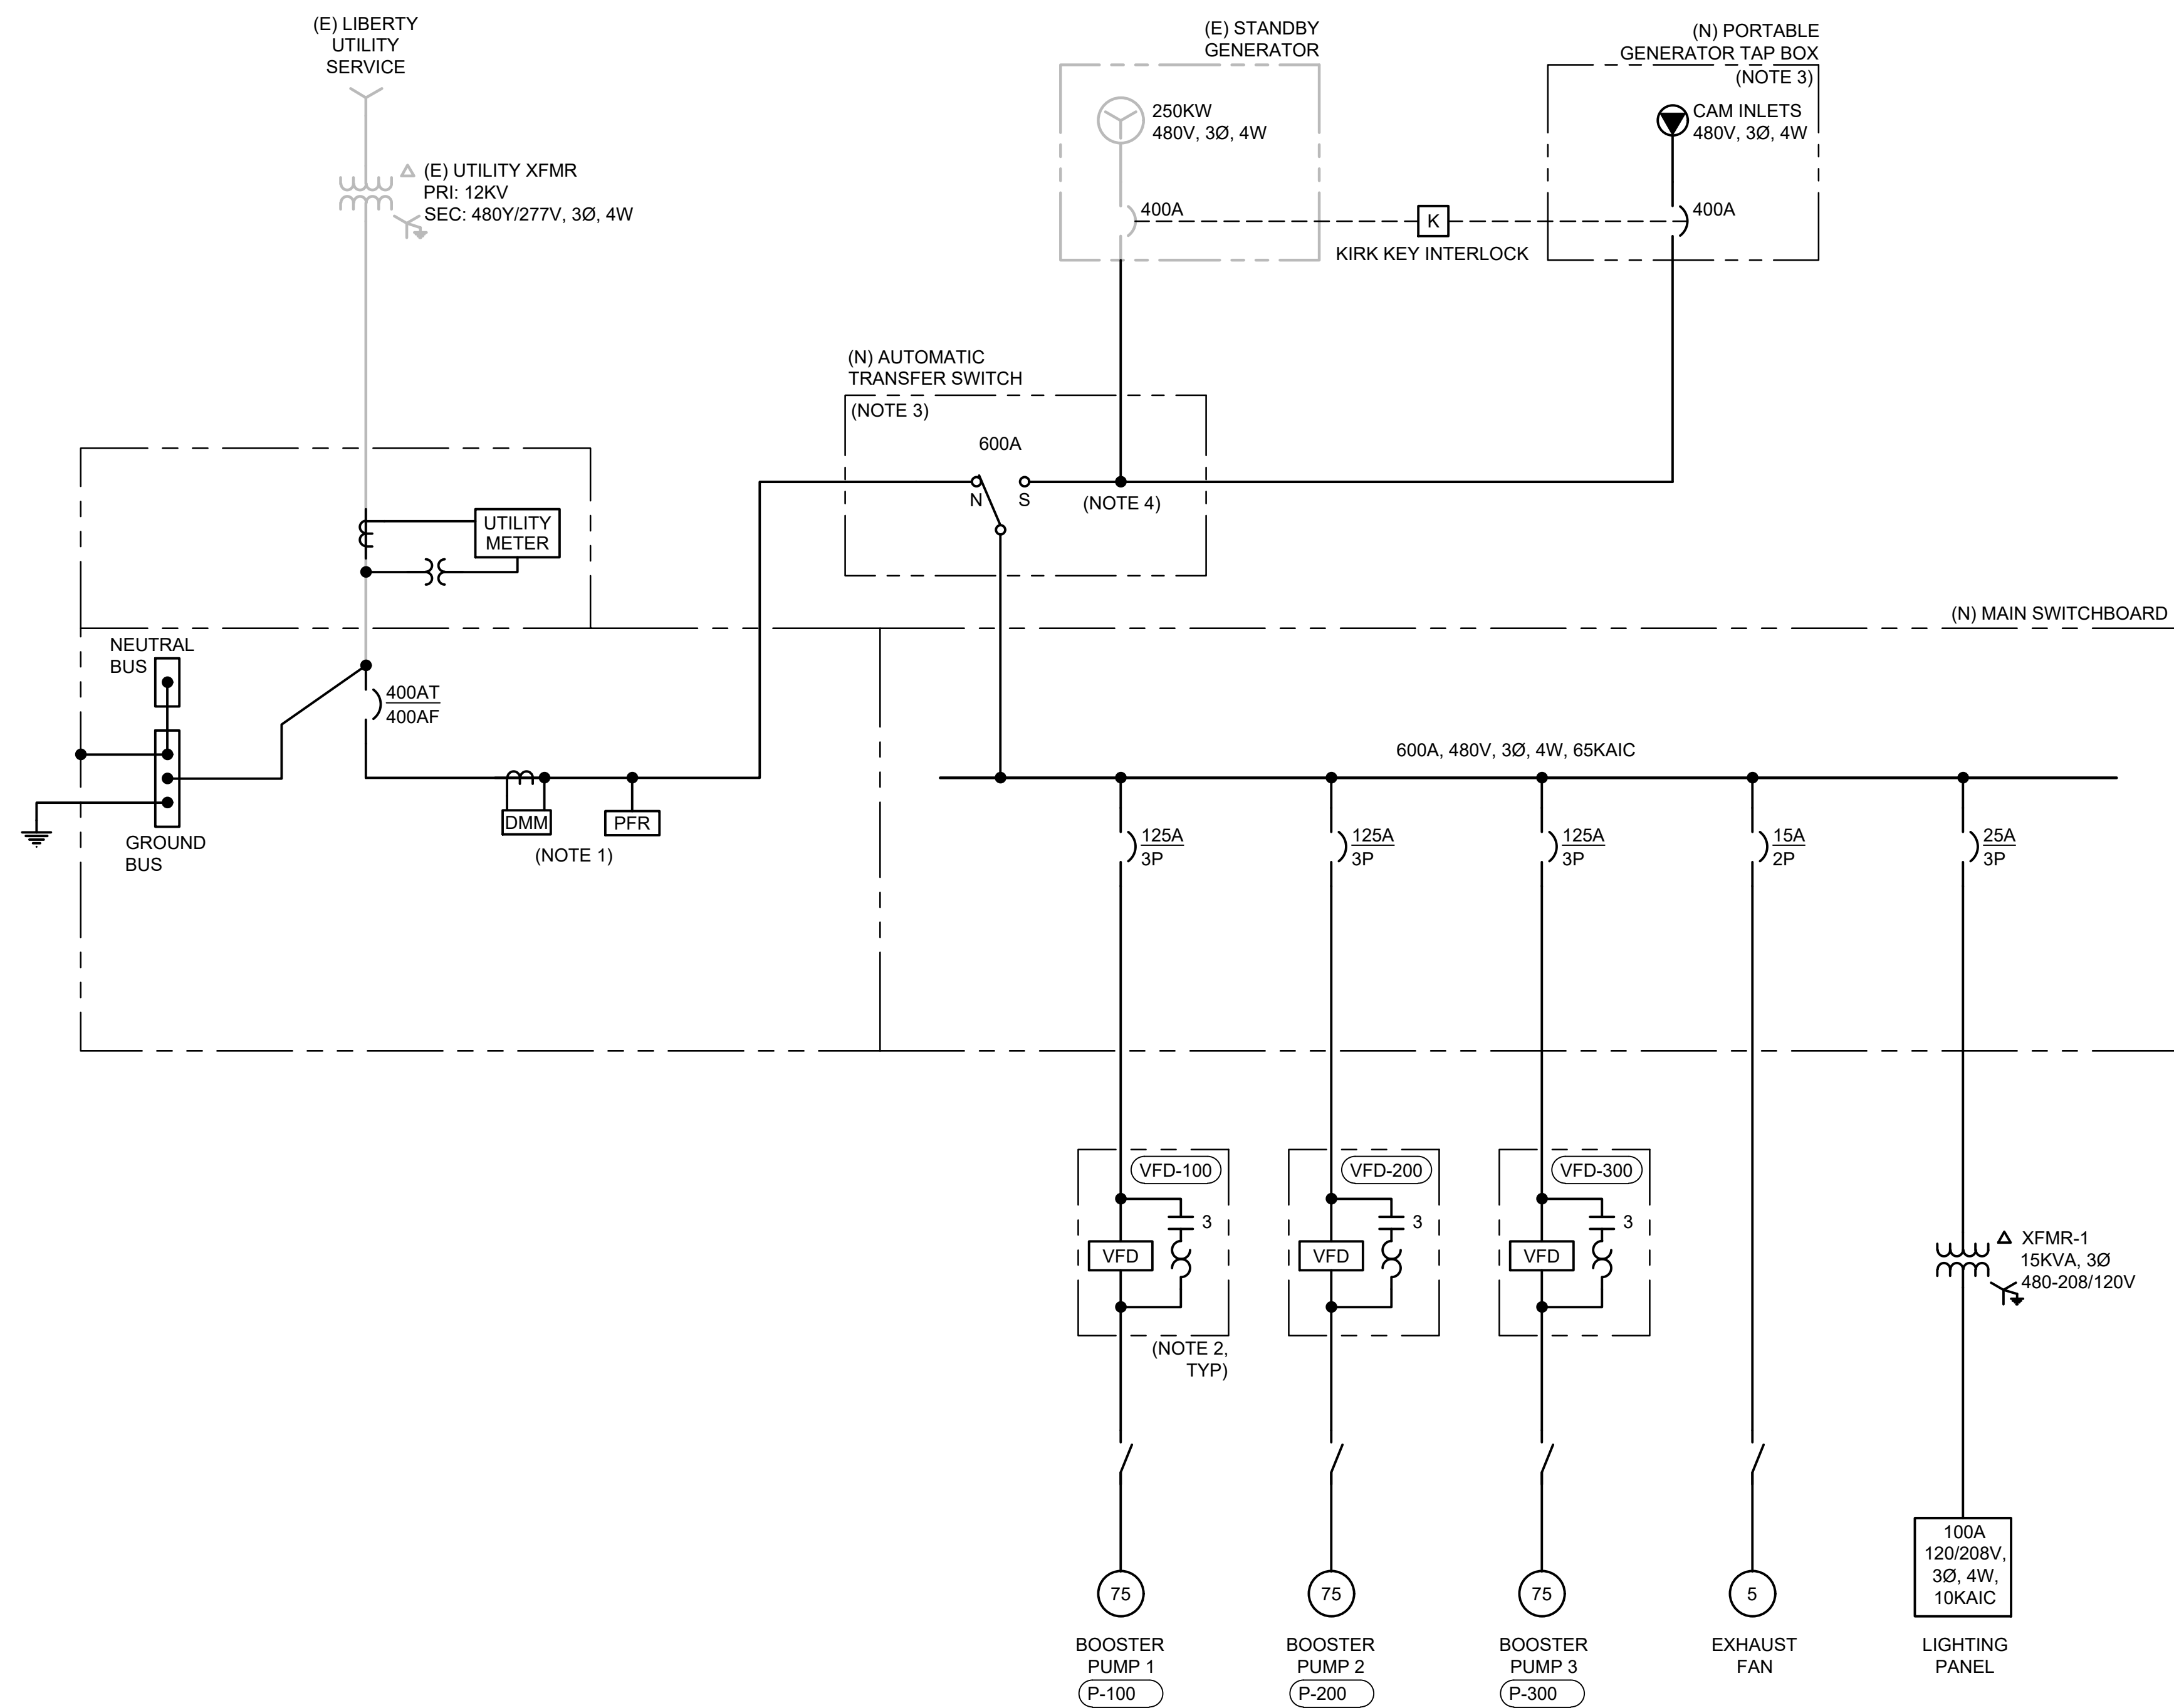 (E) LIBERTY
UTILITY
SERVICE
(E) UTILITY XFMR
PRI: 12KV
SEC: 480Y/277V, 3Ø, 4W
(E) STANDBY
GENERATOR
250KW
480V, 3Ø, 4W
400A
K
KIRK KEY INTERLOCK
(N) PORTABLE
GENERATOR TAP BOX
(NOTE 3)
CAM INLETS
480V, 3Ø, 4W
400A
(N) AUTOMATIC
TRANSFER SWITCH
(NOTE 3)
600A
N
S
(NOTE 4)
UTILITY
METER
(N) MAIN SWITCHBOARD
NEUTRAL
BUS
400AT
400AF
GROUND
BUS
DMM
PFR
(NOTE 1)
600A, 480V, 3Ø, 4W, 65KAIC
125A
3P
125A
3P
125A
3P
15A
2P
25A
3P
VFD-100
3
VFD
(NOTE 2,
TYP)
VFD-200
3
VFD
VFD-300
3
VFD
XFMR-1
15KVA, 3Ø
480-208/120V
75
BOOSTER
PUMP 1
P-100
75
BOOSTER
PUMP 2
P-200
75
BOOSTER
PUMP 3
P-300
5
EXHAUST
FAN
100A
120/208V,
3Ø, 4W,
10KAIC
LIGHTING
PANEL